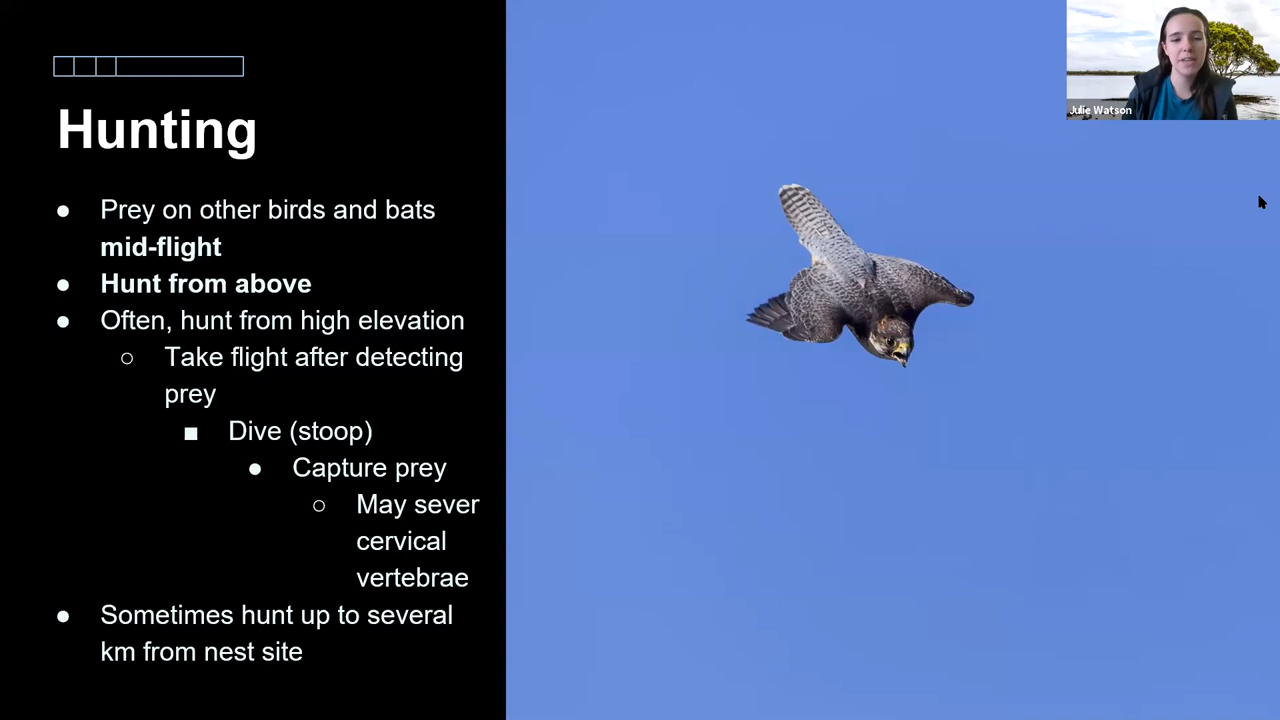 Hunting
● Prey on other birds and bats
mid-flight
● Hunt from above
● Often, hunt from high elevation
○ Take flight after detecting
prey
■ Dive (stoop)
● Capture prey
○ May sever
cervical
vertebrae
● Sometimes hunt up to several
km from nest site
Julie Watson